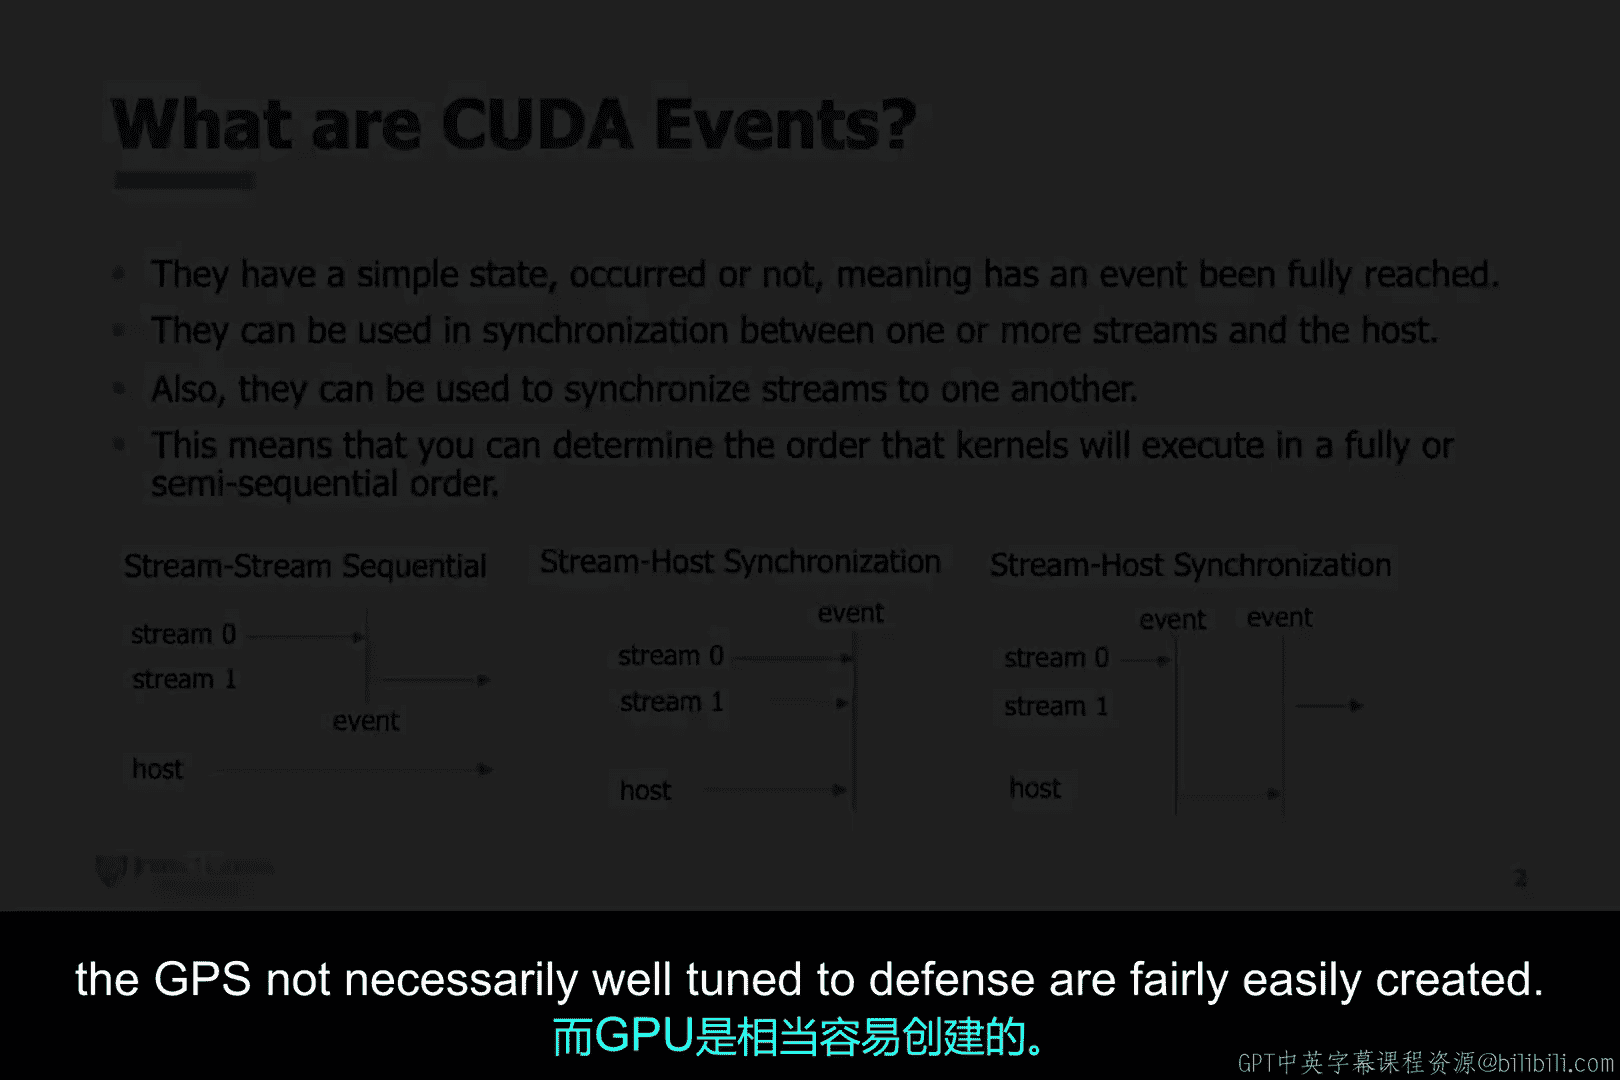 What are CUDA Events?
They have a simple state, occurred or not, meaning has an event been fully reached.
They can be used in synchronization between one or more streams and the host.
Also, they can be used to synchronize streams to one another.
This means that you can determine the order that kernels will execute in a fully or
semi-sequential order.
Stream-Stream Sequential
stream 0
stream 1
event
host
Stream-Host Synchronization
event
stream 0
stream 1
host
Stream-Host Synchronization
event event
stream 0
stream 1
host
2
the GPS not necessarily well tuned to defense are fairly easily created.
而GPU是相当容易创建的。
GPT中英字幕课程资源@bilibili.com